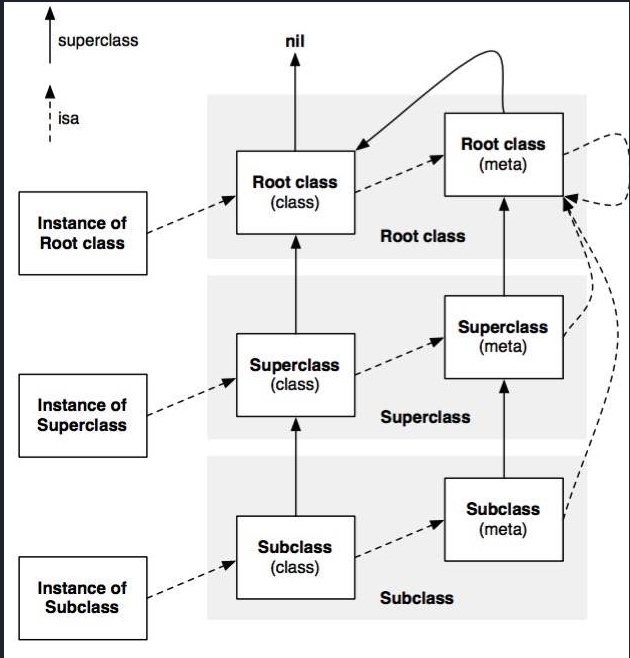 superclass
nil
isa
Root class
(meta)
Root class
(class)
Instance of
Root class
Root class
Superclass
(meta)
Superclass
(class)
Instance of
Superclass
Superclass
Subclass
(meta)
Subclass
(class)
Instance of
Subclass
Subclass